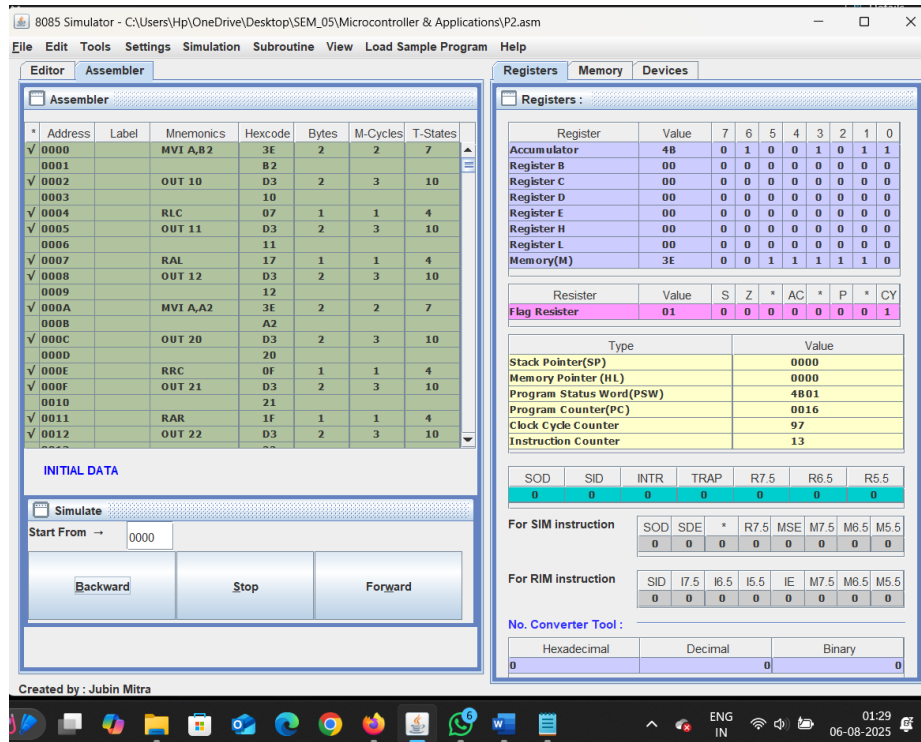 8085 Simulator - C:\Users\Hp\OneDrive\Desktop\SEM_05\Microcontroller & Applications\P2.asm
File Edit Tools Settings Simulation Subroutine View Load Sample Program Help
Editor Assembler
Assembler
* Address Label Mnemonics Hexcode Bytes M-Cycles T-States
√ 0000 MVI A,B2 3E 2 2 7
0001 B2
√ 0002 OUT 10 D3 2 3 10
0003 10
√ 0004 RLC 07 1 1 4
√ 0005 OUT 11 D3 2 3 10
0006 11
√ 0007 RAL 17 1 1 4
√ 0008 OUT 12 D3 2 3 10
0009 12
√ 000A MVI A,A2 3E 2 2 7
000B A2
√ 000C OUT 20 D3 2 3 10
000D 20
√ 000E RRC 0F 1 1 4
√ 000F OUT 21 D3 2 3 10
0010 21
√ 0011 RAR 1F 1 1 4
√ 0012 OUT 22 D3 2 3 10
INITIAL DATA
Simulate
Start From → 0000
Backward Stop Forward
Created by : Jubin Mitra
Registers Memory Devices
Registers :
Register Value 7 6 5 4 3 2 1 0
Accumulator 4B 0 1 0 0 1 0 1 1
Register B 00 0 0 0 0 0 0 0 0
Register C 00 0 0 0 0 0 0 0 0
Register D 00 0 0 0 0 0 0 0 0
Register E 00 0 0 0 0 0 0 0 0
Register H 00 0 0 0 0 0 0 0 0
Register L 00 0 0 0 0 0 0 0 0
Memory(M) 3E 0 0 1 1 1 1 1 0
Resister Value S Z * AC * P * CY
Flag Resister 01 0 0 0 0 0 0 0 1
Type Value
Stack Pointer(SP) 0000
Memory Pointer (HL) 0000
Program Status Word(PSW) 4B01
Program Counter(PC) 0016
Clock Cycle Counter 97
Instruction Counter 13
SOD SID INTR TRAP R7.5 R6.5 R5.5
0 0 0 0 0 0 0
For SIM instruction SOD SDE * R7.5 MSE M7.5 M6.5 M5.5
0 0 0 0 0 0 0 0
For RIM instruction SID I7.5 I6.5 I5.5 IE M7.5 M6.5 M5.5
0 0 0 0 0 0 0 0
No. Converter Tool :
Hexadecimal Decimal Binary
0 0 0
6
ENG
IN
01:29
06-08-2025